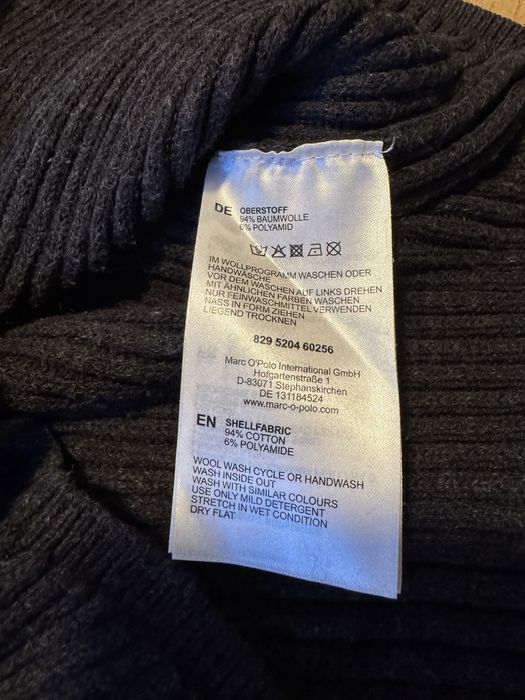 DE OBERSTOFF
94% BAUMWOLLE
6% POLYAMID
IM WOLLPROGRAMM WASCHEN ODER
HANDWÄSCHE
VOR DEM WASCHEN AUF LINKS DREHEN
MIT ÄHNLICHEN FARBEN WASCHEN
NUR FEINWASCHMITTEL VERWENDEN
NASS IN FORM ZIEHEN
LIEGEND TROCKNEN
829 5204 60256
Marc O'Polo International GmbH
Hofgartenstraße 1
D-83071 Stephanskirchen
DE 131184524
www.marc-o-polo.com
EN SHELLFABRIC
94% COTTON
6% POLYAMIDE
WOOL WASH CYCLE OR HANDWASH
WASH INSIDE OUT
WASH WITH SIMILAR COLOURS
USE ONLY MILD DETERGENT
STRETCH IN WET CONDITION
DRY FLAT